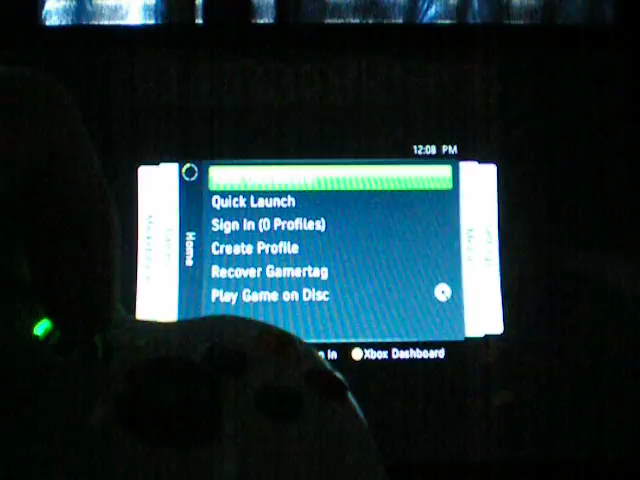 12:08 PM
Home
Quick Launch
Sign In (0 Profiles)
Create Profile
Recover Gamertag
Play Game on Disc
In Xbox Dashboard